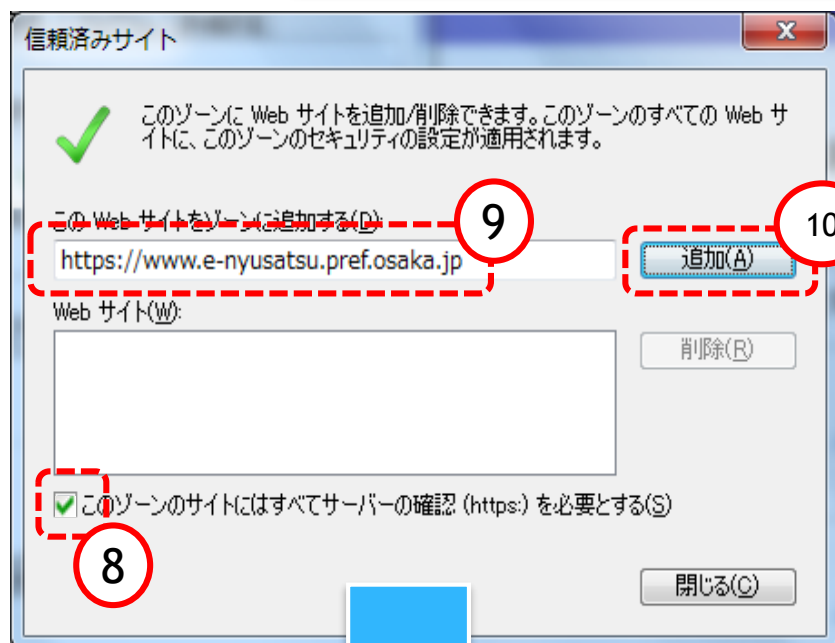 信頼済みサイト
x
このゾーンに Web サイトを追加/削除できます。このゾーンのすべての Web サ
イトに、このゾーンのセキュリティの設定が適用されます。
この Web サイトをゾーンに追加する(D):
9
10
https://www.e-nyusatsu.pref.osaka.jp
追加(A)
Web サイト(W):
削除(R)
このゾーンのサイトにはすべてサーバーの確認 (https:) を必要とする(S)
8
閉じる(C)